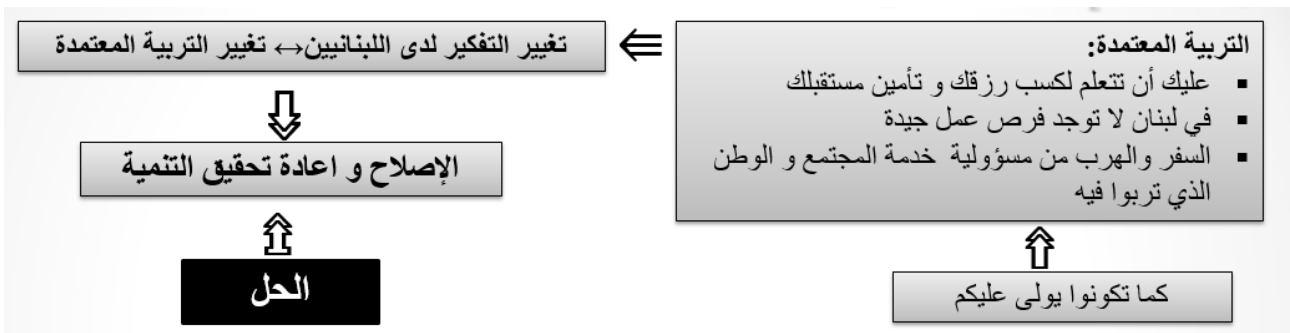 التربية المعتمدة:
▪ عليك أن تتعلم لكسب رزقك و تأمين مستقبلك
▪ في لبنان لا توجد فرص عمل جيدة
▪ السفر والهرب من مسؤولية خدمة المجتمع و الوطن
الذي تربوا فيه
كما تكونوا يولى عليكم
تغيير التفكير لدى اللبنانيين↔ تغيير التربية المعتمدة
الإصلاح و اعادة تحقيق التنمية
الحل